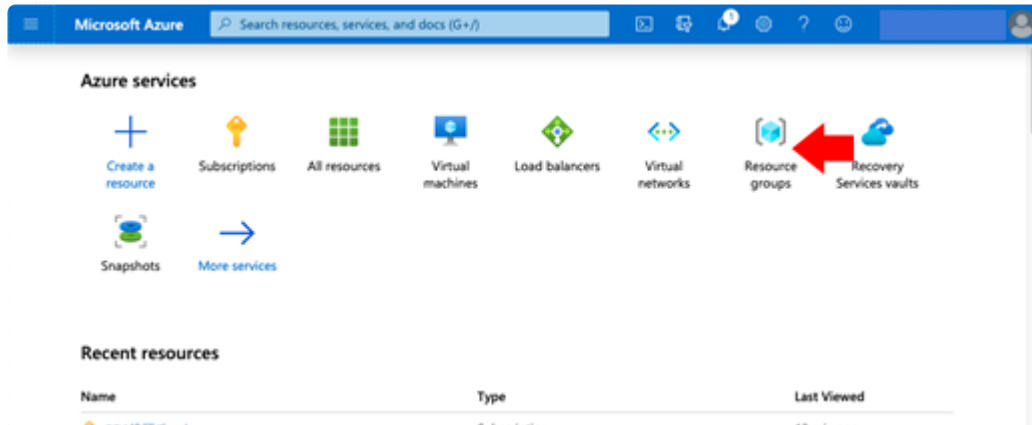 Microsoft Azure
Search resources, services, and docs (G+/)
Azure services
Create a
resource
Subscriptions
All resources
Virtual
machines
Load balancers
Virtual
networks
Resource
groups
Recovery
Services vaults
Snapshots
More services
Recent resources
Name Type Last Viewed